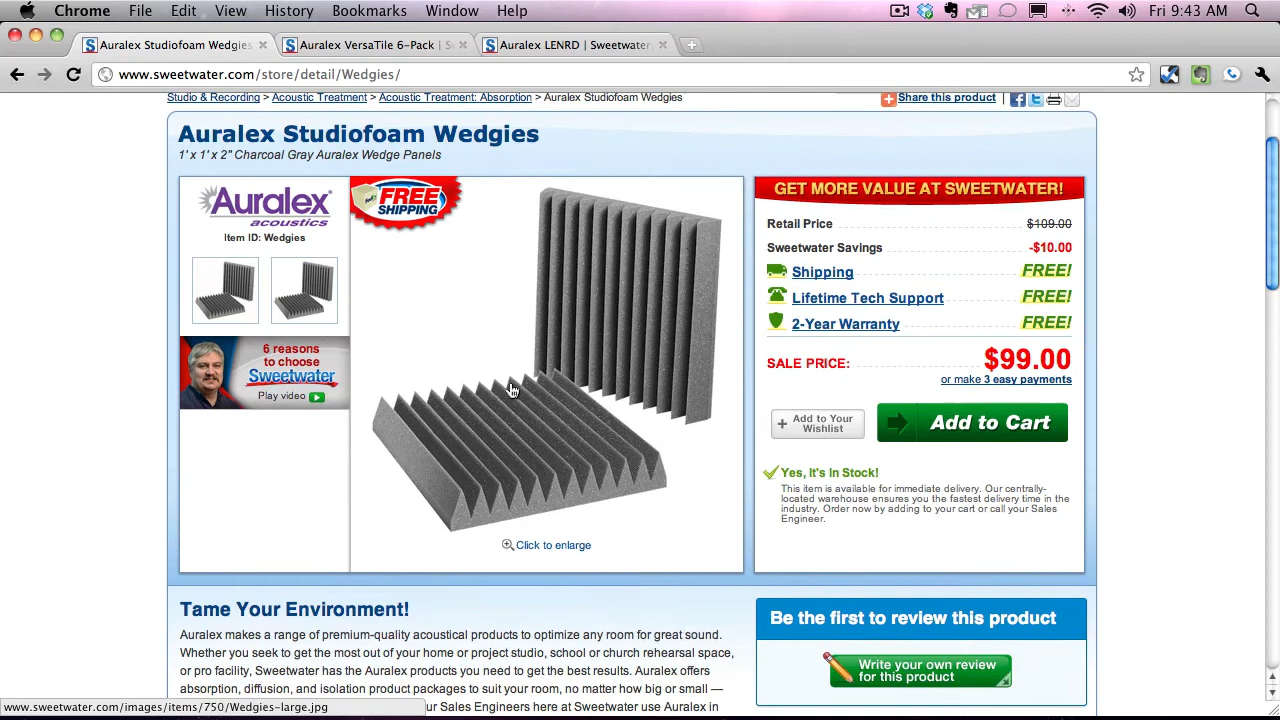 Chrome File Edit View History Bookmarks Window Help Fri 9:43 AM
Auralex Studiofoam Wedgies Auralex VersaTile 6-Pack | S Auralex LENRD | Sweetwater
www.sweetwater.com/store/detail/Wedgies/
Studio & Recording > Acoustic Treatment > Acoustic Treatment: Absorption > Auralex Studiofoam Wedgies
Share this product |
Auralex Studiofoam Wedgies
1' x 1' x 2" Charcoal Gray Auralex Wedge Panels
Auralex
acoustics
Item ID: Wedgies
6 reasons
to choose
Sweetwater
Play video
FREE
SHIPPING
Click to enlarge
GET MORE VALUE AT SWEETWATER!
Retail Price $109.00
Sweetwater Savings -$10.00
Shipping FREE!
Lifetime Tech Support FREE!
2-Year Warranty FREE!
SALE PRICE: $99.00
or make 3 easy payments
+ Add to Your
Wishlist
Add to Cart
Yes, It's In Stock!
This item is available for immediate delivery. Our centrally-
located warehouse ensures you the fastest delivery time in the
industry. Order now by adding to your cart or call your Sales
Engineer.
Tame Your Environment!
Auralex makes a range of premium-quality acoustical products to optimize any room for great sound.
Whether you seek to get the most out of your home or project studio, school or church rehearsal space,
or pro facility, Swetwater has the Auralex products you need to get the best results. Auralex offers
absorption, diffusion, and isolation product packages to suit your room, no matter how big or small —
ur Sales Engineers here at Sweetwater use Auralex in
Be the first to review this product
Write your own review
for this product
www.sweetwater.com/images/items/750/Wedgies-large.jpg